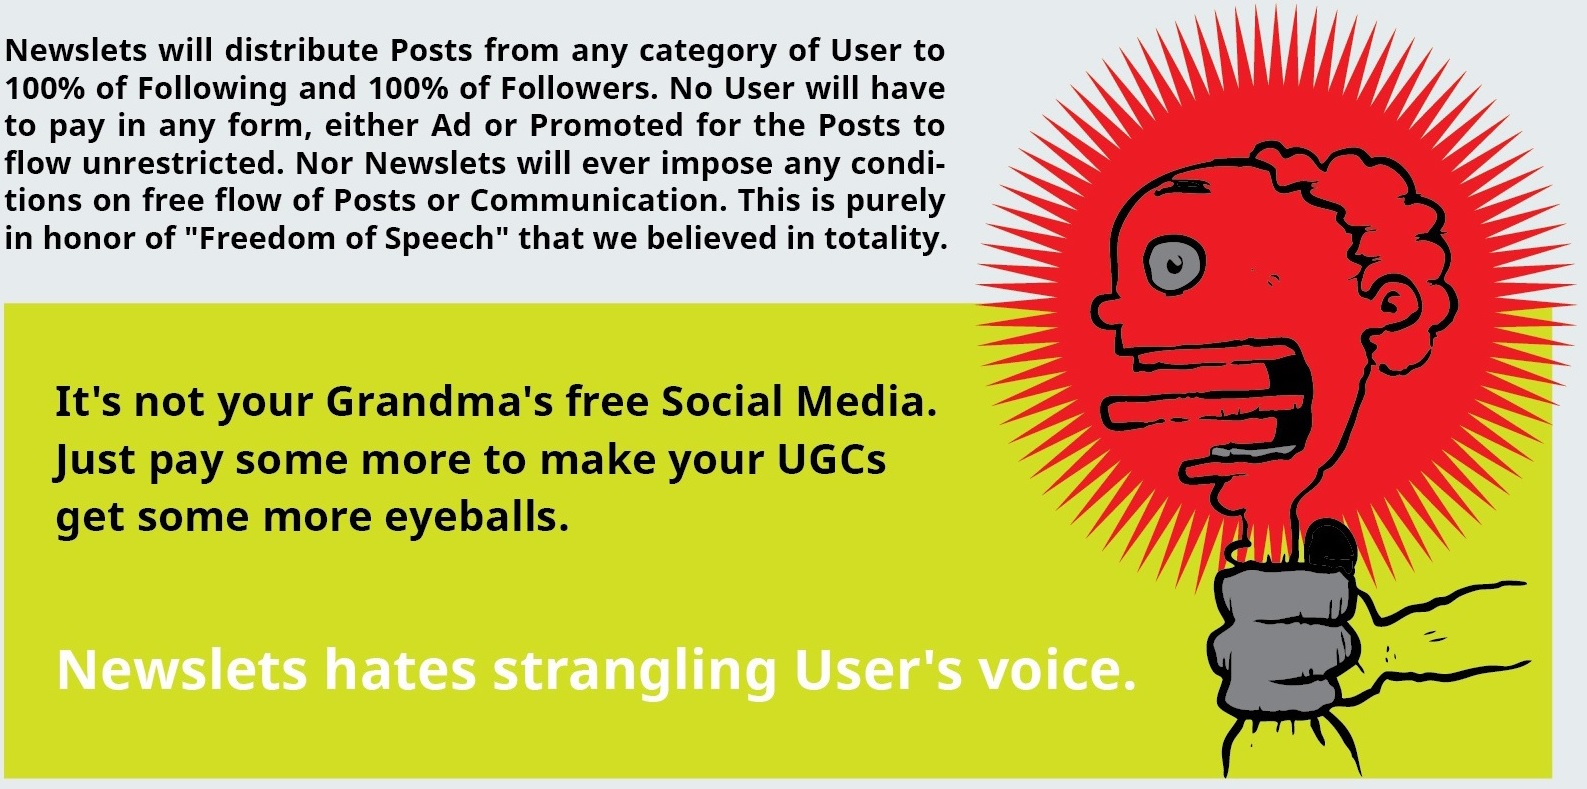 Newslets will distribute Posts from any category of User to
100% of Following and 100% of Followers. No User will have
to pay in any form, either Ad or Promoted for the Posts to
flow unrestricted. Nor Newslets will ever impose any condi-
tions on free flow of Posts or Communication. This is purely
in honor of "Freedom of Speech" that we believed in totality.
It's not your Grandma's free Social Media.
Just pay some more to make your UGCs
get some more eyeballs.
Newslets hates strangling User's voice.